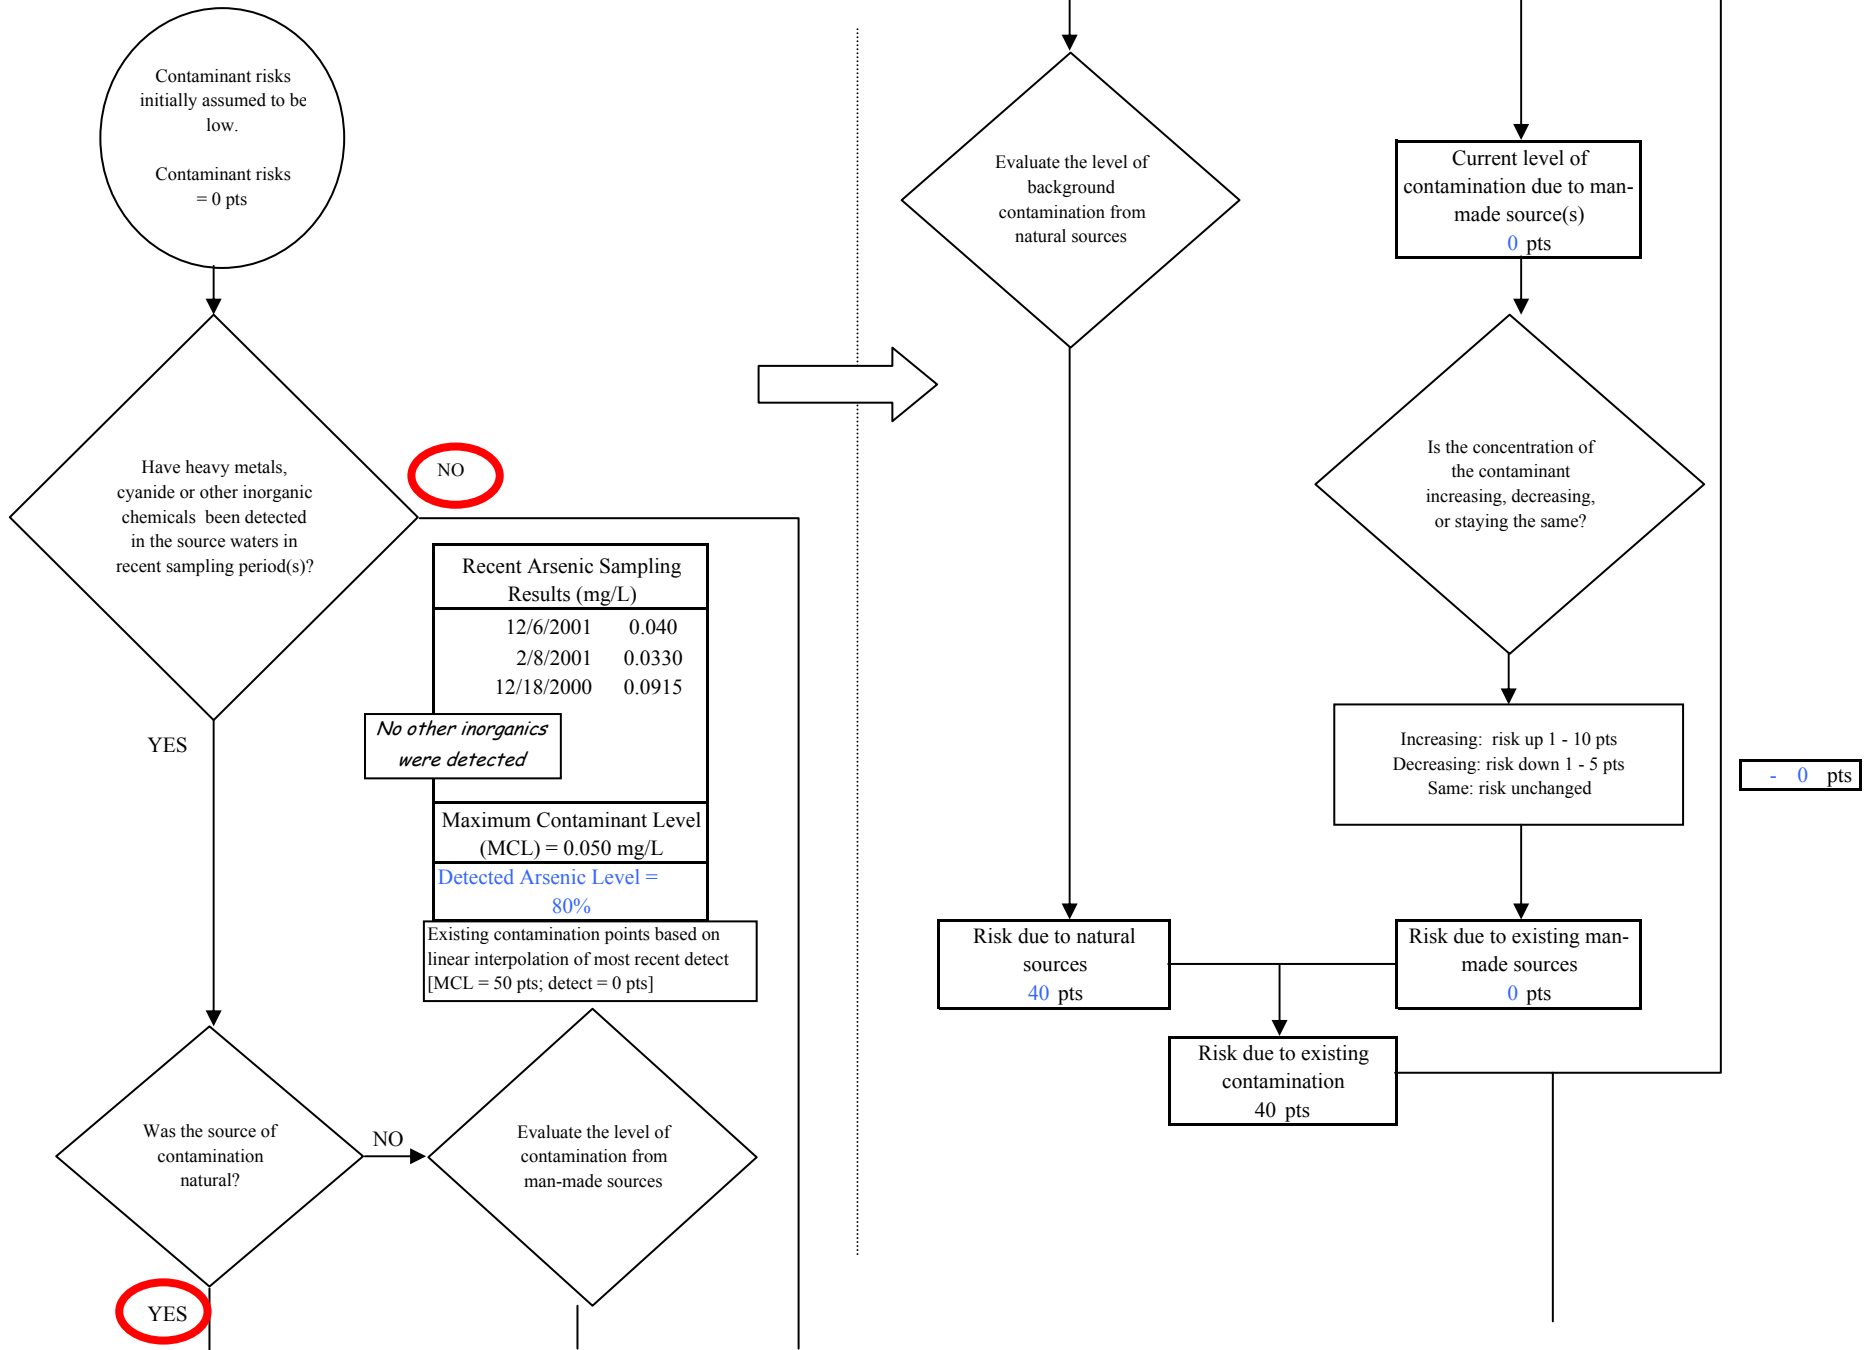 Contaminant risks
initially assumed to be
low.
Contaminant risks
= 0 pts
Have heavy metals,
cyanide or other inorganic
chemicals been detected
in the source waters in
recent sampling period(s)?
NO
YES
Recent Arsenic Sampling
Results (mg/L)
12/6/2001 0.040
2/8/2001 0.0330
12/18/2000 0.0915
No other inorganics
were detected
Maximum Contaminant Level
(MCL) = 0.050 mg/L
Detected Arsenic Level =
80%
Existing contamination points based on
linear interpolation of most recent detect
[MCL = 50 pts; detect = 0 pts]
Was the source of
contamination
natural?
NO
YES
Evaluate the level of
contamination from
man-made sources
Evaluate the level of
background
contamination from
natural sources
Current level of
contamination due to man-
made source(s)
0 pts
Is the concentration of
the contaminant
increasing, decreasing,
or staying the same?
Increasing: risk up 1 - 10 pts
Decreasing: risk down 1 - 5 pts
Same: risk unchanged
- 0 pts
Risk due to natural
sources
40 pts
Risk due to existing man-
made sources
0 pts
Risk due to existing
contamination
40 pts